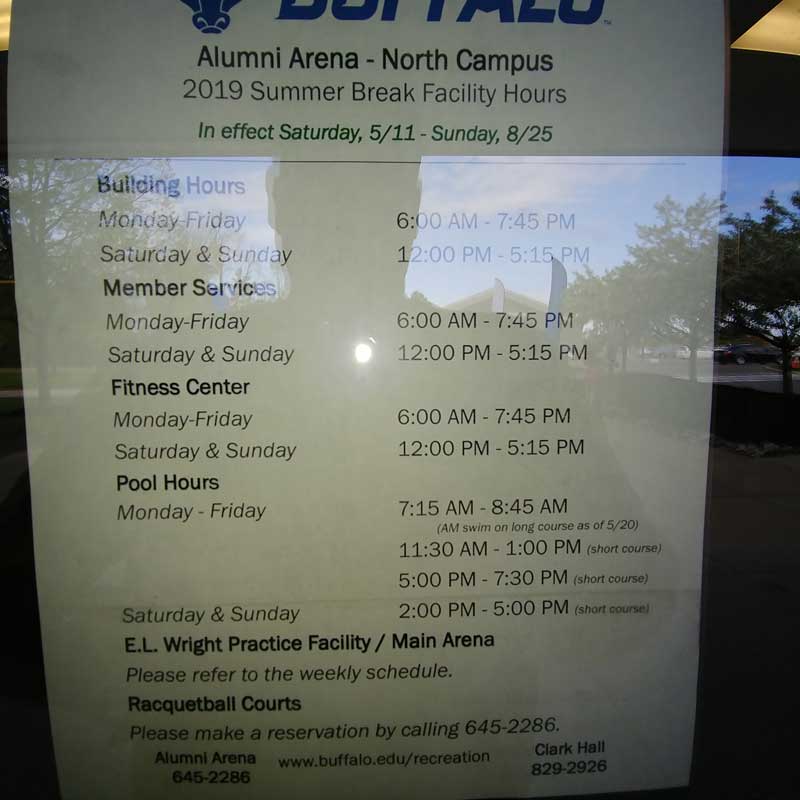 BUFFALO
Alumni Arena - North Campus
2019 Summer Break Facility Hours
In effect Saturday, 5/11 - Sunday, 8/25
Building Hours
Monday-Friday 6:00 AM - 7:45 PM
Saturday & Sunday 12:00 PM - 5:15 PM
Member Services
Monday-Friday 6:00 AM - 7:45 PM
Saturday & Sunday 12:00 PM - 5:15 PM
Fitness Center
Monday-Friday 6:00 AM - 7:45 PM
Saturday & Sunday 12:00 PM - 5:15 PM
Pool Hours
Monday - Friday 7:15 AM - 8:45 AM
(AM swim on long course as of 5/20)
11:30 AM - 1:00 PM (short course)
5:00 PM - 7:30 PM (short course)
Saturday & Sunday 2:00 PM - 5:00 PM (short course)
E.L. Wright Practice Facility / Main Arena
Please refer to the weekly schedule.
Racquetball Courts
Please make a reservation by calling 645-2286.
Alumni Arena www.buffalo.edu/recreation Clark Hall
645-2286 829-2926